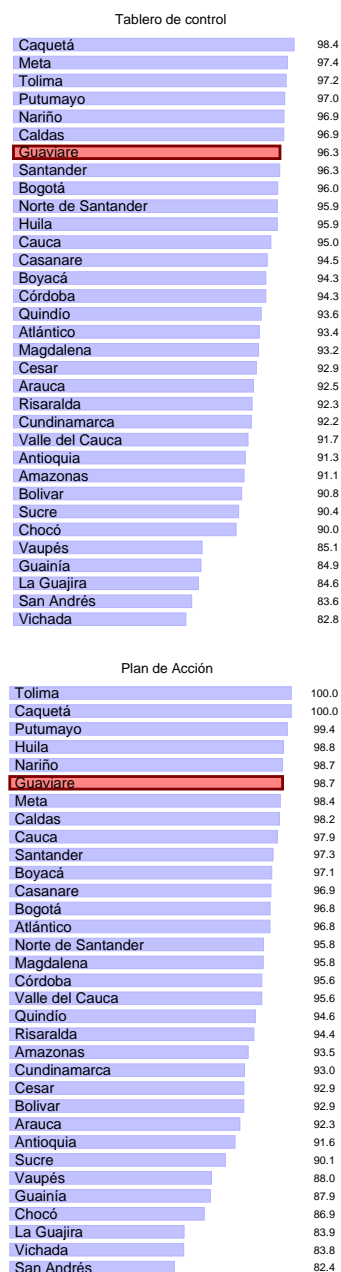 Tablero de control
Caquetá 98.4
Meta 97.4
Tolima 97.2
Putumayo 97.0
Nariño 96.9
Caldas 96.9
Guaviare 96.3
Santander 96.3
Bogotá 96.0
Norte de Santander 95.9
Huila 95.9
Cauca 95.0
Casanare 94.5
Boyacá 94.3
Córdoba 94.3
Quindío 93.6
Atlántico 93.4
Magdalena 93.2
Cesar 92.9
Arauca 92.5
Risaralda 92.3
Cundinamarca 92.2
Valle del Cauca 91.7
Antioquia 91.3
Amazonas 91.1
Bolivar 90.8
Sucre 90.4
Chocó 90.0
Vaupés 85.1
Guainía 84.9
La Guajira 84.6
San Andrés 83.6
Vichada 82.8
Plan de Acción
Tolima 100.0
Caquetá 100.0
Putumayo 99.4
Huila 98.8
Nariño 98.7
Guaviare 98.7
Meta 98.4
Caldas 98.2
Cauca 97.9
Santander 97.3
Boyacá 97.1
Casanare 96.9
Bogotá 96.8
Atlántico 96.8
Norte de Santander 95.8
Magdalena 95.8
Córdoba 95.6
Valle del Cauca 95.6
Quindío 94.6
Risaralda 94.4
Amazonas 93.5
Cundinamarca 93.0
Cesar 92.9
Bolivar 92.9
Arauca 92.3
Antioquia 91.6
Sucre 90.1
Vaupés 88.0
Guainía 87.9
Chocó 86.9
La Guajira 83.9
Vichada 83.8
San Andrés 82.4